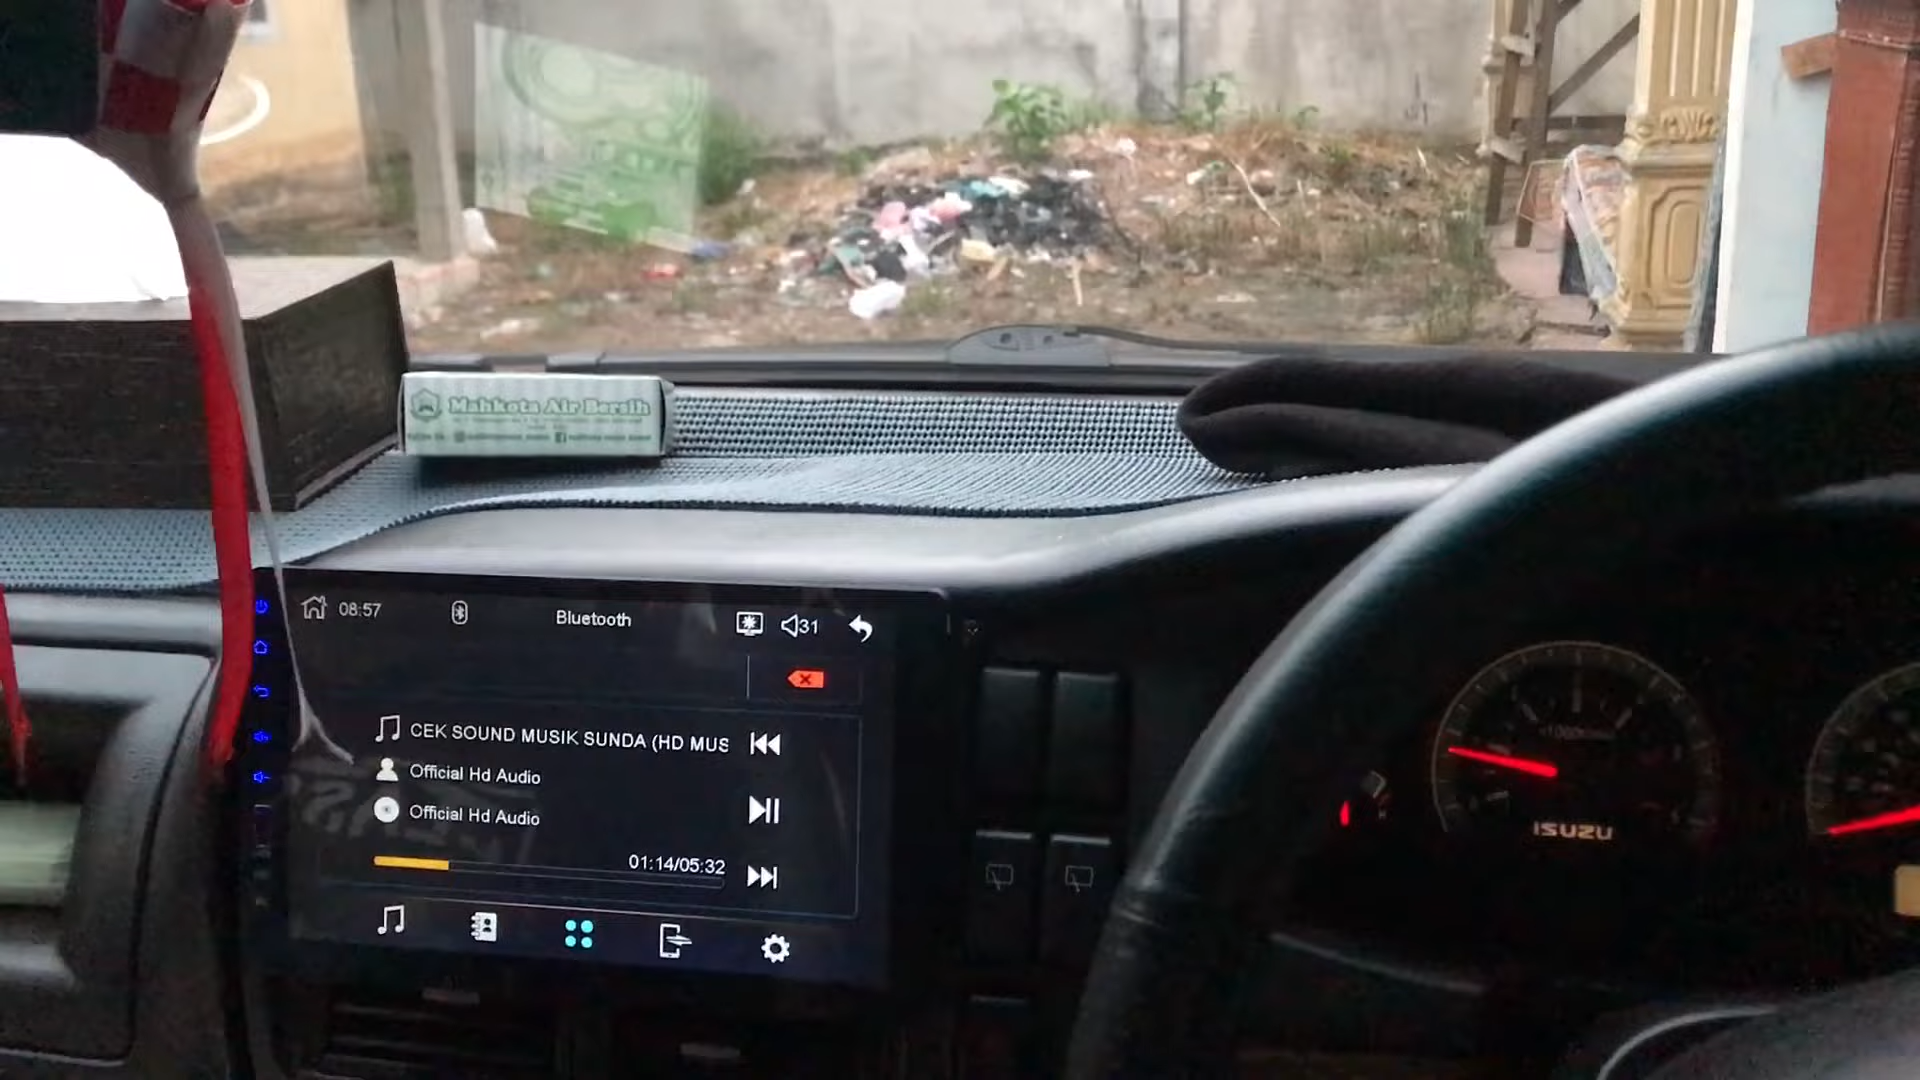 Mahkota Air Bersih
08:57
Bluetooth
31
CEK SOUND MUSIK SUNDA (HD MUS
Official Hd Audio
Official Hd Audio
01:14/05:32
ISUZU